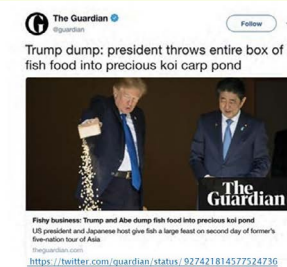 The Guardian
@guardian
Follow
Trump dump: president throws entire box of
fish food into precious koi carp pond
The
Guardian
Fishy business: Trump and Abe dump fish food into precious koi pond
US president and Japanese host give fish a large feast on second day of former's
five-nation tour of Asia
theguardian.com
https://twitter.com/guardian/status/927421814577524736